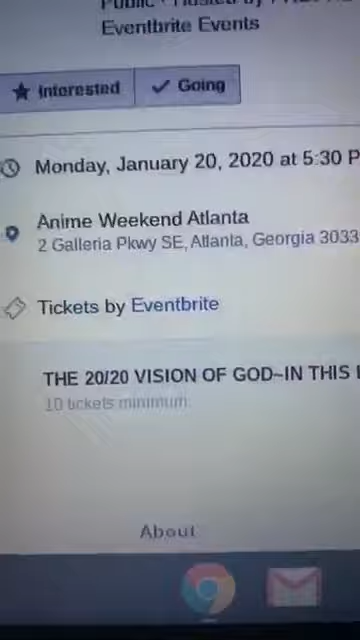 Eventbrite Events
Interested
Going
Monday, January 20, 2020 at 5:30 P
Anime Weekend Atlanta
2 Galleria Pkwy SE, Atlanta, Georgia 3033
Tickets by Eventbrite
THE 20/20 VISION OF GOD~IN THIS
10 tickets minimum
About